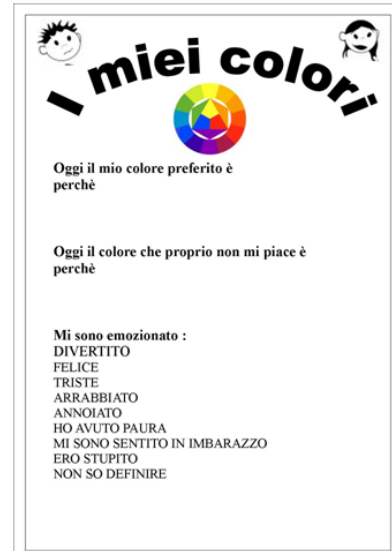 I miei colori
Oggi il mio colore preferito è
perchè
Oggi il colore che proprio non mi piace è
perchè
Mi sono emozionato :
DIVERTITO
FELICE
TRISTE
ARRABBIATO
ANNOIATO
HO AVUTO PAURA
MI SONO SENTITO IN IMBARAZZO
ERO STUPITO
NON SO DEFINIRE